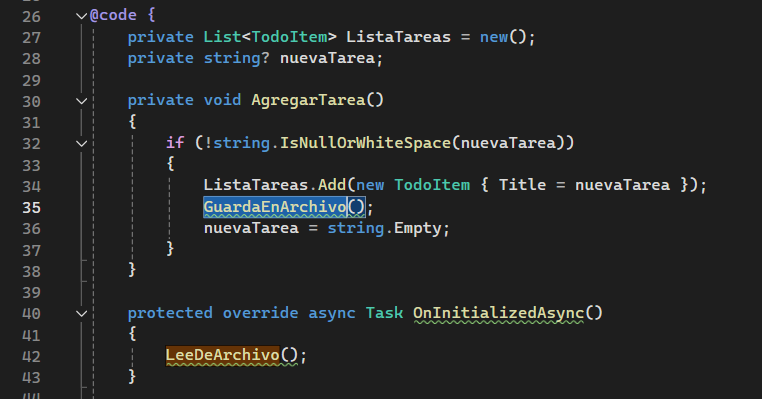 26 @code {
27 private List<TodoItem> ListaTareas = new();
28 private string? nuevaTarea;
29
30 private void AgregarTarea()
31 {
32 if (!string.IsNullOrWhiteSpace(nuevaTarea))
33 {
34 ListaTareas.Add(new TodoItem { Title = nuevaTarea });
35 GuardaEnArchivo();
36 nuevaTarea = string.Empty;
37 }
38 }
39
40 protected override async Task OnInitializedAsync()
41 {
42 LeeDeArchivo();
43 }